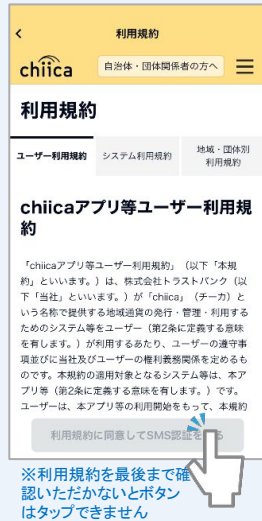 利用規約
chiica
自治体・団体関係者の方へ
利用規約
ユーザー利用規約
システム利用規約
地域・団体別
利用規約
chiicaアプリ等ユーザー利用規
約
「chiicaアプリ等ユーザー利用規約」（以下「本規
約」といいます。）は、株式会社トラストバンク（以
下「当社」といいます。）が「chiica」（チーカ）と
いう名称で提供する地域通貨の発行・管理・利用する
ためのシステム等をユーザー（第2条に定義する意味
を有します。）が利用するあたり、ユーザーの遵守事
項並びに当社及びユーザーの権利義務関係を定めるも
のです。本規約の適用対象となるシステム等は、本ア
プリ等（第2条に定義する意味を有します。）です。
ユーザーは、本アプリ等の利用開始をもって、本規約
利用規約に同意してSMS認証を
る
※利用規約を最後まで確
認いただかないとボタン
はタップできません